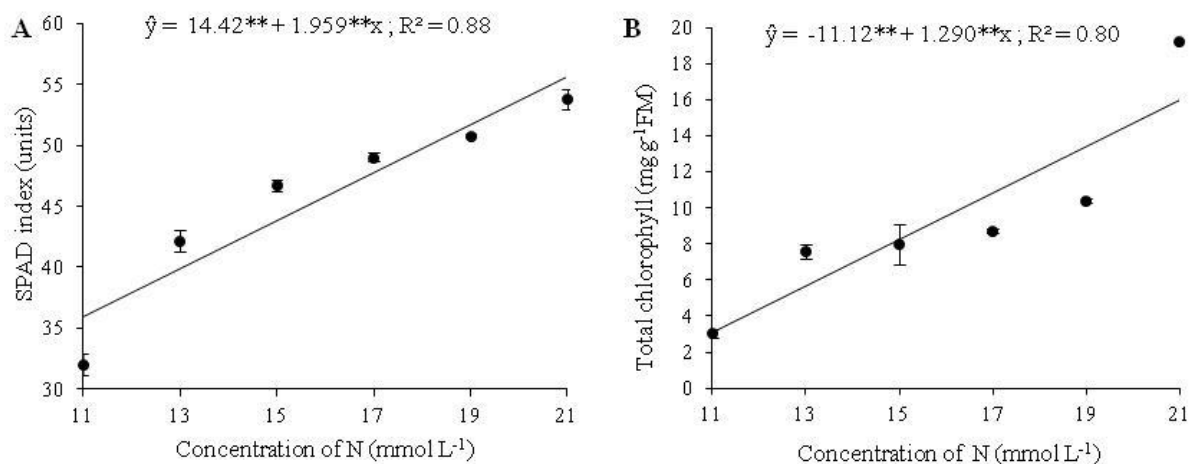 A
ŷ = 14.42** + 1.959**x ; R² = 0.88
SPAD index (units)
60
55
50
45
40
35
30
11 13 15 17 19 21
Concentration of N (mmol L⁻¹)
B
ŷ = -11.12** + 1.290**x ; R² = 0.80
Total chlorophyll (mg g⁻¹FM)
20
18
16
14
12
10
8
6
4
2
0
11 13 15 17 19 21
Concentration of N (mmol L⁻¹)